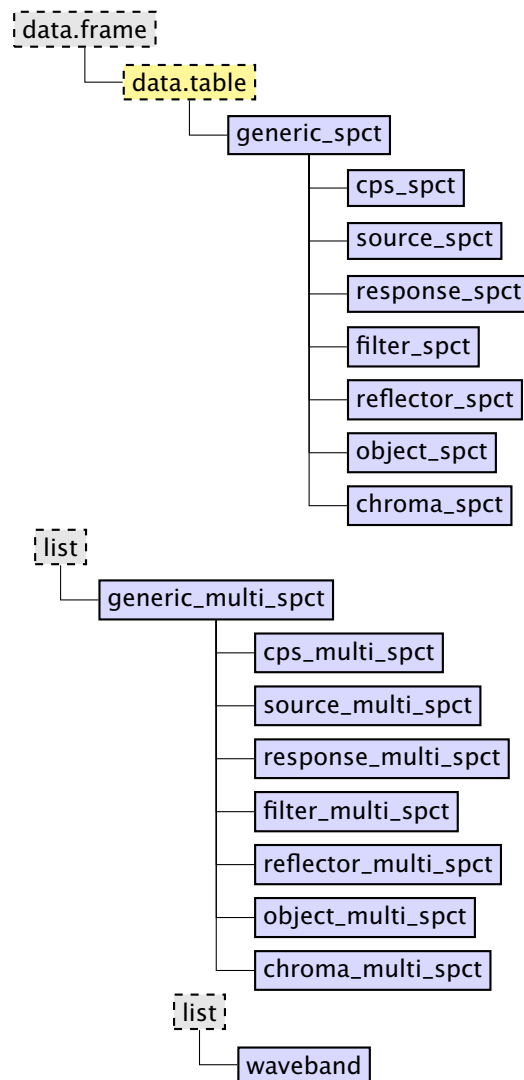 data.frame
data.table
generic_spct
cps_spct
source_spct
response_spct
filter_spct
reflector_spct
object_spct
chroma_spct
list
generic_multi_spct
cps_multi_spct
source_multi_spct
response_multi_spct
filter_multi_spct
reflector_multi_spct
object_multi_spct
chroma_multi_spct
list
waveband